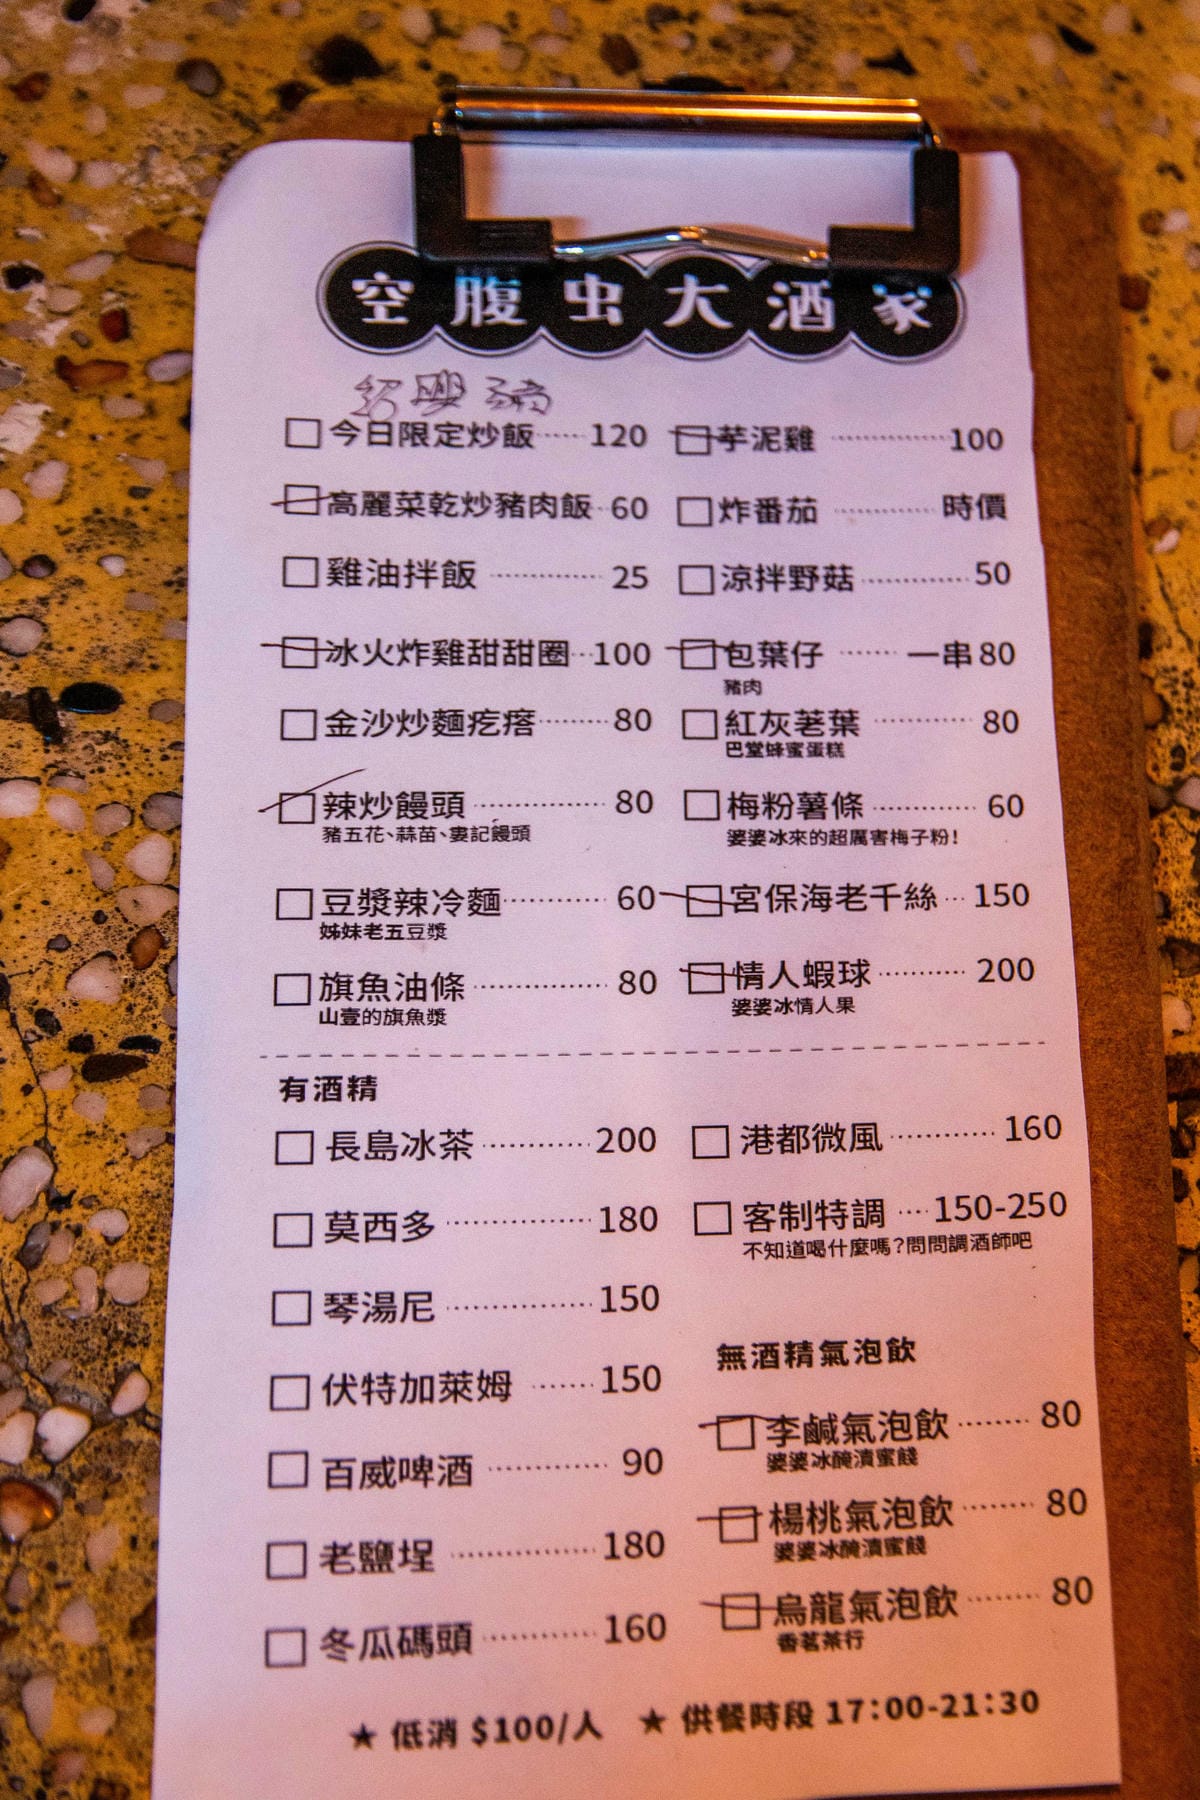 空腹虫大酒家
紹興豬
今日限定炒飯 120
高麗菜乾炒豬肉飯 60
雞油拌飯 25
冰火炸雞甜甜圈 100
金沙炒麵疙瘩 80
辣炒饅頭 80
豬五花、蒜苗、婁記饅頭
豆漿辣冷麵 60
姊妹老五豆漿
旗魚油條 80
山壹的旗魚漿
芋泥雞 100
炸番茄 時價
涼拌野菇 50
包葉仔 一串80
豬肉
紅灰荖葉 80
巴堂蜂蜜蛋糕
梅粉薯條 60
婆婆冰來的超厲害梅子粉!
宮保海老千絲 150
情人蝦球 200
婆婆冰情人果
有酒精
長島冰茶 200
莫西多 180
琴湯尼 150
伏特加萊姆 150
百威啤酒 90
老鹽埕 180
冬瓜碼頭 160
港都微風 160
客制特調 150-250
不知道喝什麼嗎?問問調酒師吧
無酒精氣泡飲
李鹹氣泡飲 80
婆婆冰醃漬蜜餞
楊桃氣泡飲 80
婆婆冰醃漬蜜餞
烏龍氣泡飲 80
香茗茶行
★ 低消 $100/人 ★ 供餐時段 17:00-21:30